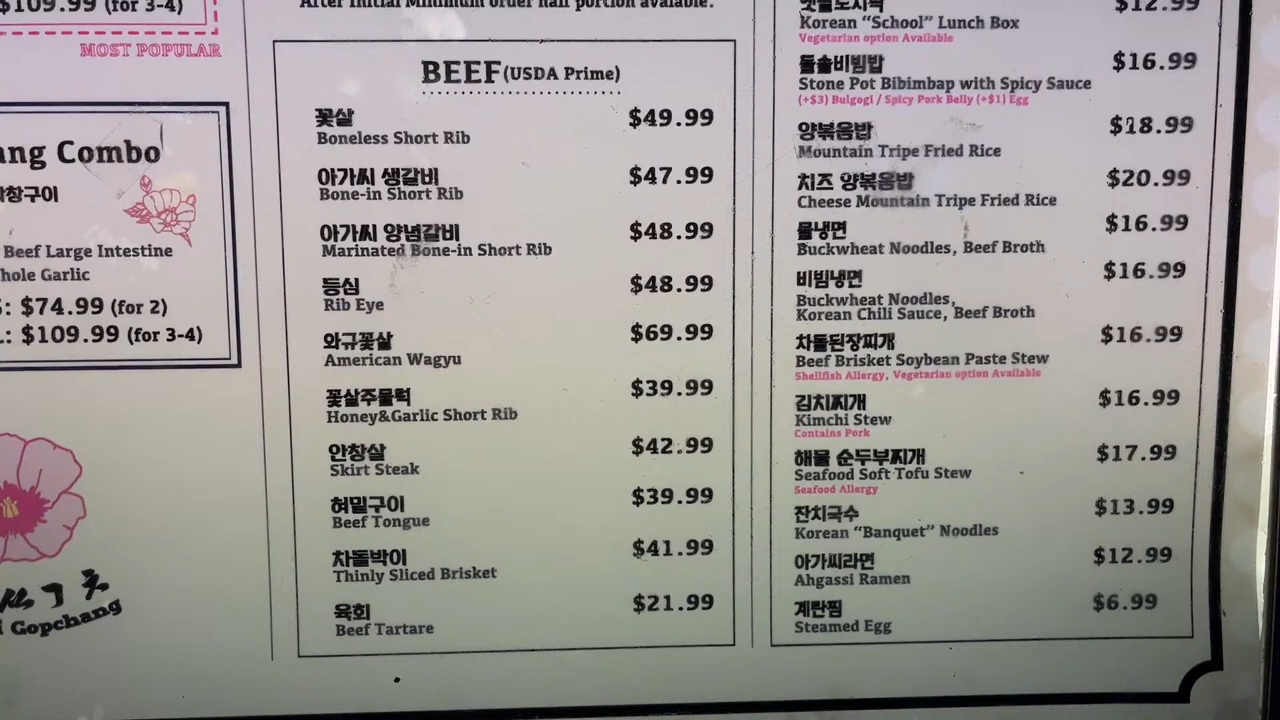 $109.99 (for 3-4)
MOST POPULAR
Combo
창구이
Beef Large Intestine
hole Garlic
$74.99 (for 2)
$109.99 (for 3-4)
Gopchang
After Initial Minimum order half portion available.
BEEF (USDA Prime)
꽃살 $49.99
Boneless Short Rib
아가씨 생갈비 $47.99
Bone-in Short Rib
아가씨 양념갈비 $48.99
Marinated Bone-in Short Rib
등심 $48.99
Rib Eye
와규꽃살 $69.99
American Wagyu
꽃살주물럭 $39.99
Honey&Garlic Short Rib
안창살 $42.99
Skirt Steak
혀밑구이 $39.99
Beef Tongue
차돌박이 $41.99
Thinly Sliced Brisket
육회 $21.99
Beef Tartare
옛날도시락 $12.99
Korean “School” Lunch Box
Vegetarian option Available
돌솥비빔밥 $16.99
Stone Pot Bibimbap with Spicy Sauce
(+$3) Bulgogi / Spicy Pork Belly (+$1) Egg
양볶음밥 $18.99
Mountain Tripe Fried Rice
치즈 양볶음밥 $20.99
Cheese Mountain Tripe Fried Rice
물냉면 $16.99
Buckwheat Noodles, Beef Broth
비빔냉면 $16.99
Buckwheat Noodles,
Korean Chili Sauce, Beef Broth
차돌된장찌개 $16.99
Beef Brisket Soybean Paste Stew
Shellfish Allergy, Vegetarian option Available
김치찌개 $16.99
Kimchi Stew
Contains Pork
해물 순두부찌개 $17.99
Seafood Soft Tofu Stew
Seafood Allergy
잔치국수 $13.99
Korean “Banquet” Noodles
아가씨라면 $12.99
Ahgassi Ramen
계란찜 $6.99
Steamed Egg